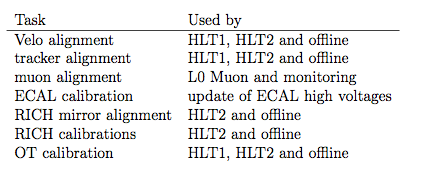 Task Used by
Velo alignment HLT1, HLT2 and offline
tracker alignment HLT1, HLT2 and offline
muon alignment L0 Muon and monitoring
ECAL calibration update of ECAL high voltages
RICH mirror alignment HLT2 and offline
RICH calibrations HLT2 and offline
OT calibration HLT1, HLT2 and offline